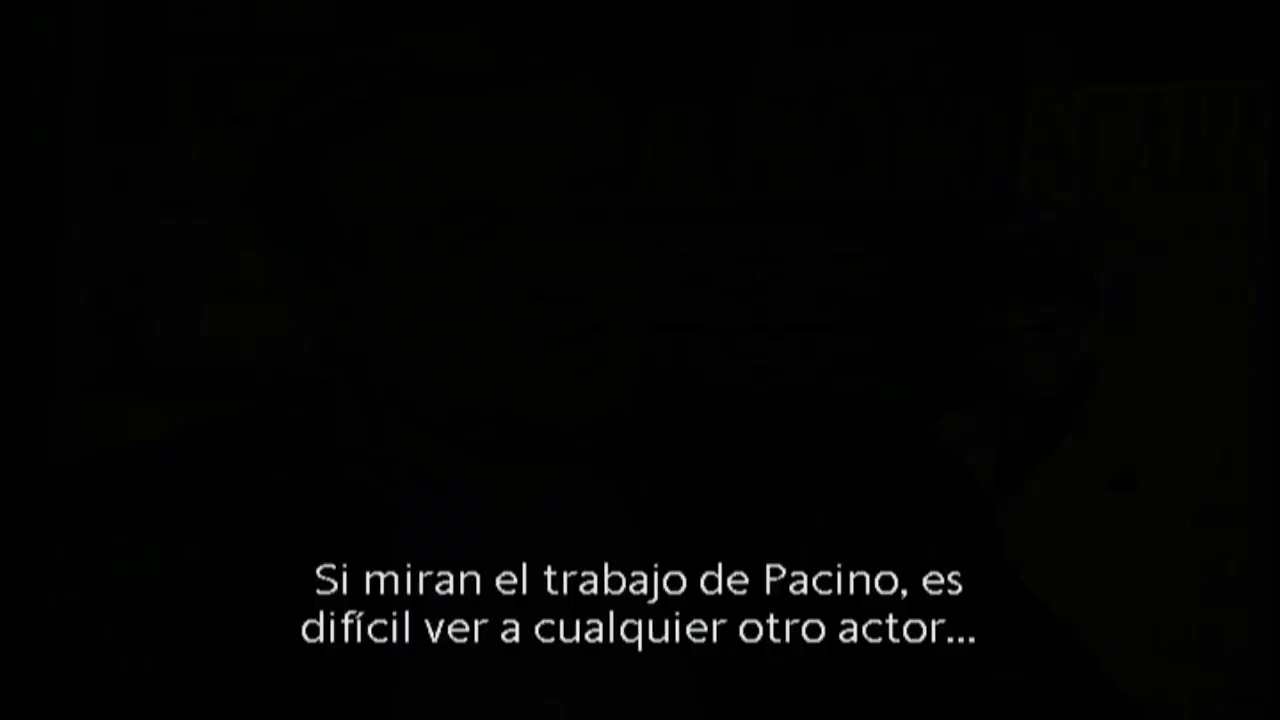 Si miran el trabajo de Pacino, es
difícil ver a cualquier otro actor...